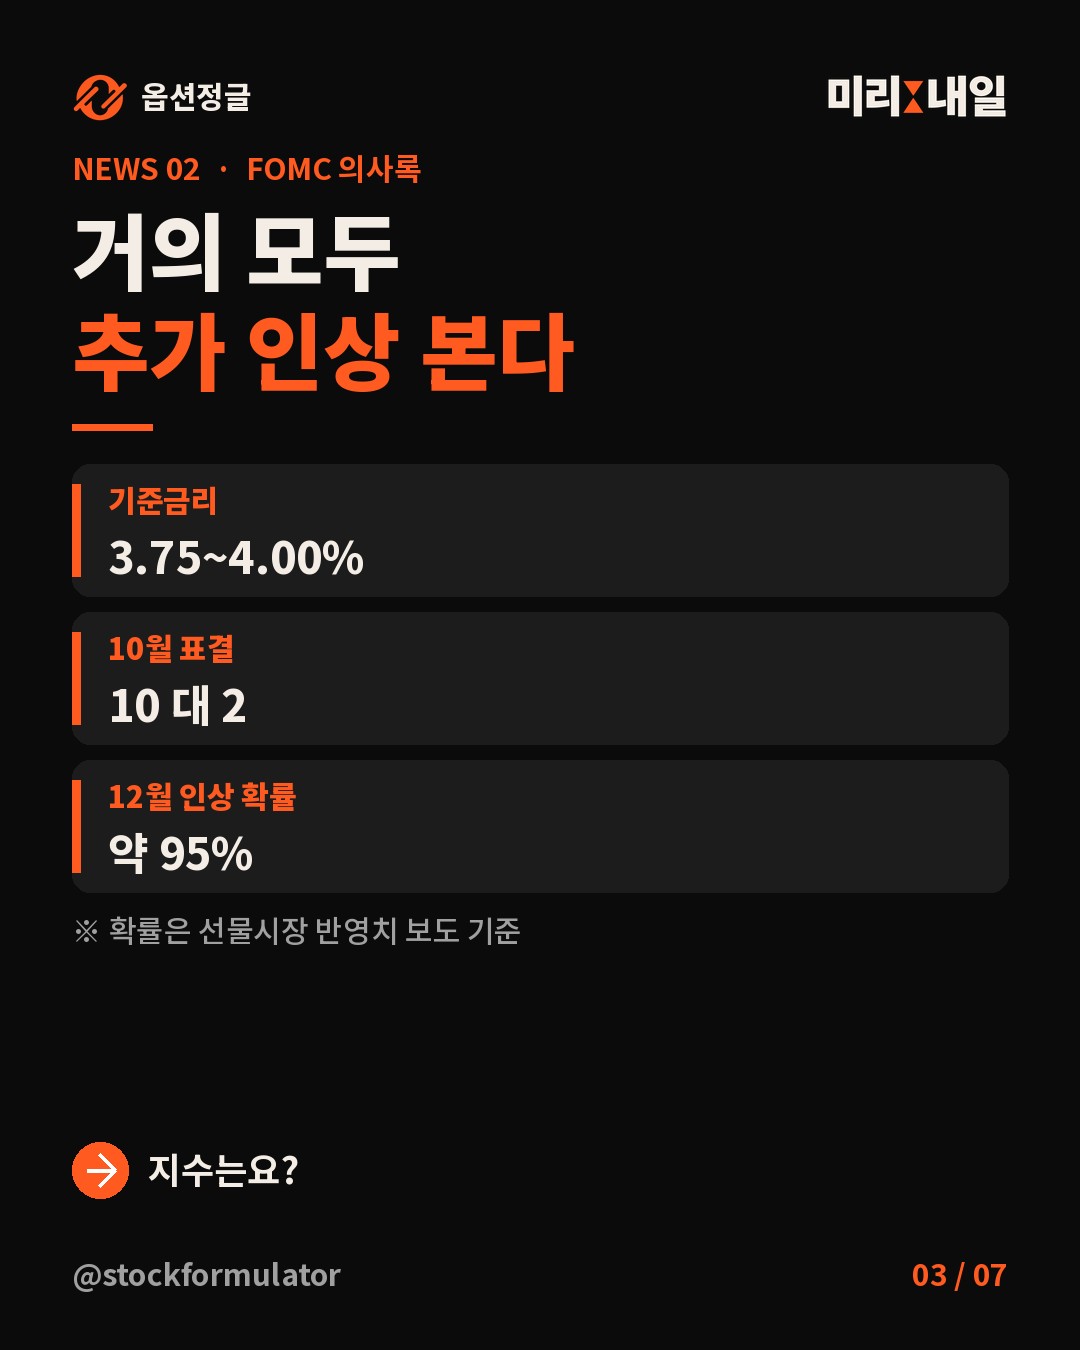 옵션정글
미리 내일
NEWS 02 · FOMC 의사록
거의 모두
추가 인상 본다
기준금리
3.75~4.00%
10월 표결
10 대 2
12월 인상 확률
약 95%
※ 확률은 선물시장 반영치 보도 기준
지수는요?
@stockformulator
03 / 07